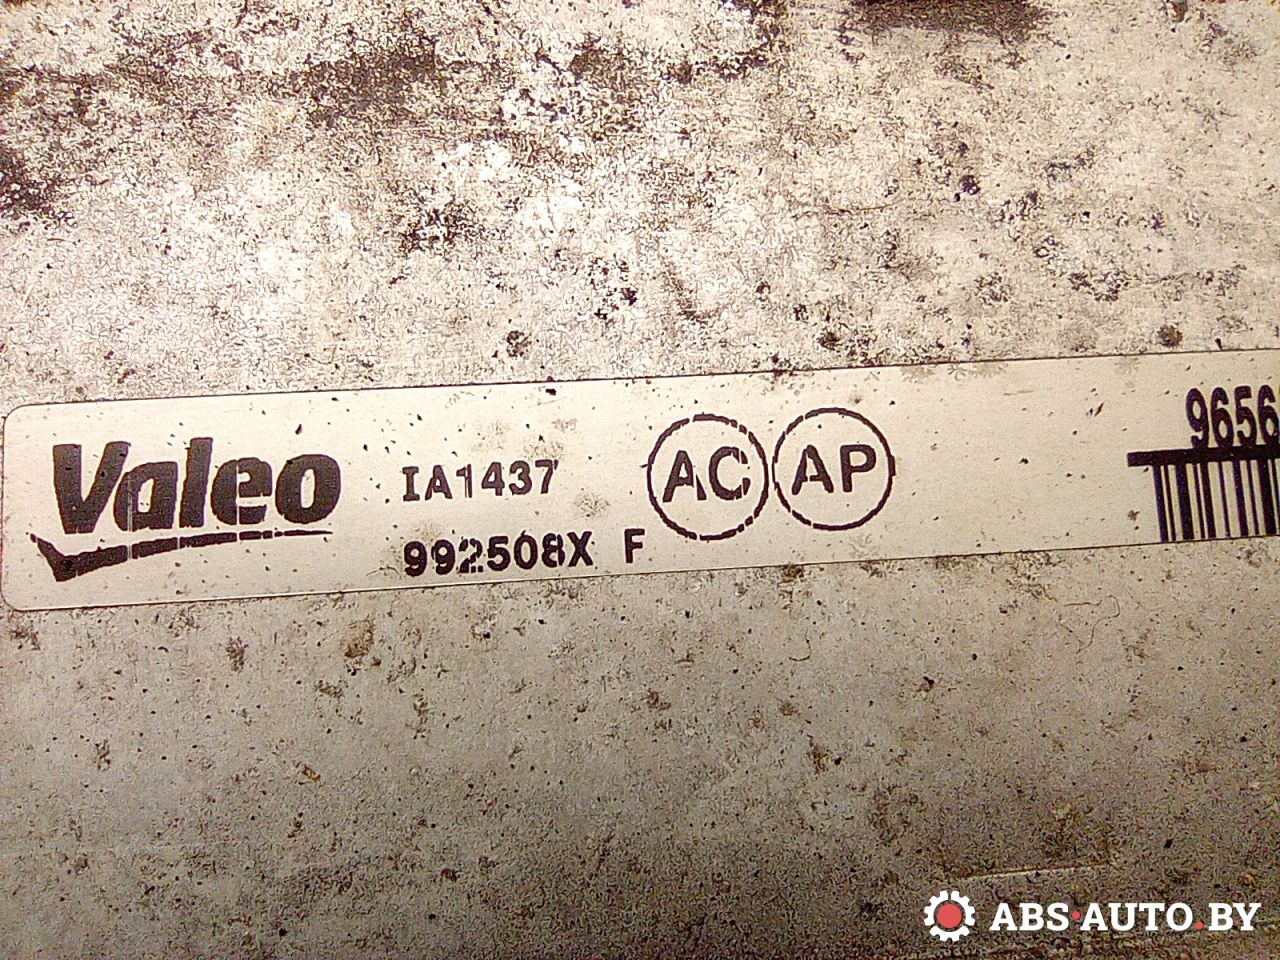 Valeo
IA1437
992508X F
AC AP
9656
ABS·AUTO.BY